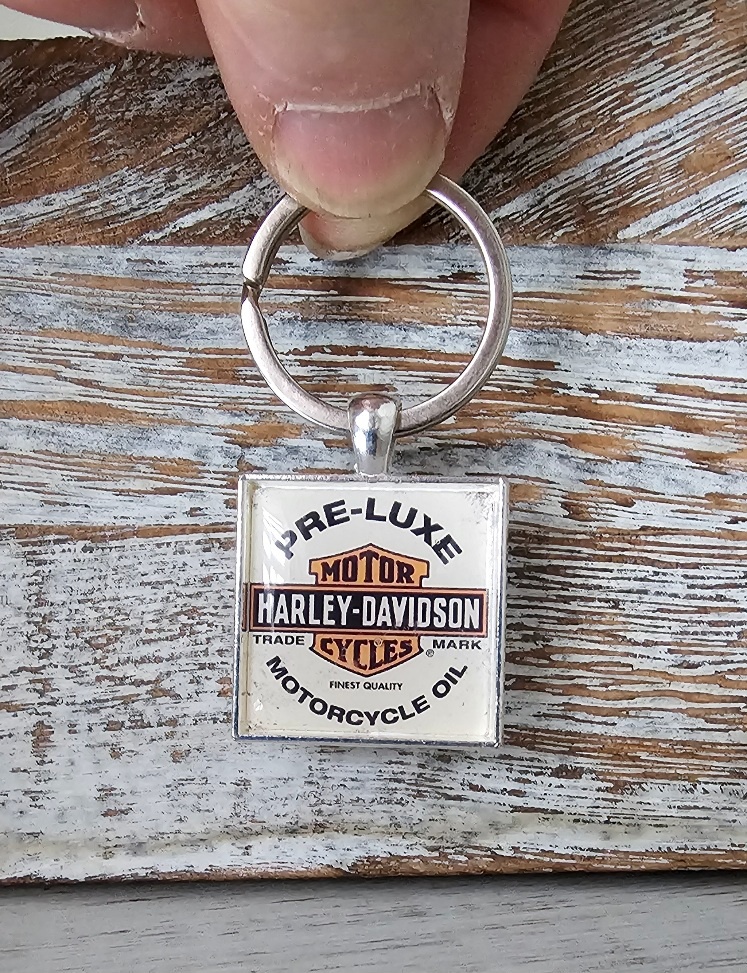 PRE-LUXE
MOTOR
HARLEY-DAVIDSON
TRADE MARK
CYCLES®
FINEST QUALITY
MOTORCYCLE OIL